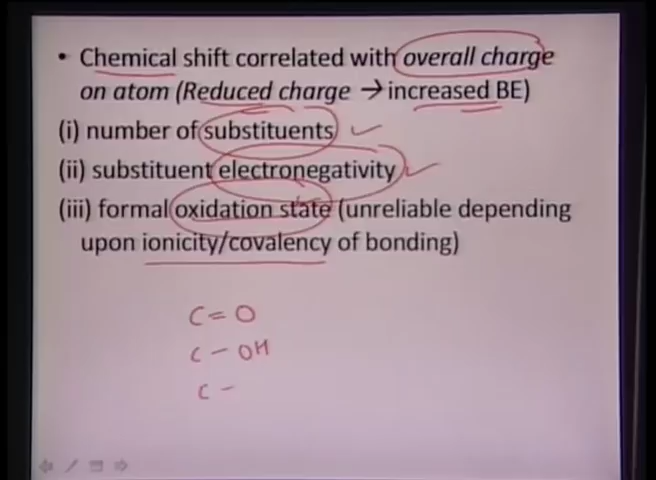 • Chemical shift correlated with overall charge
on atom (Reduced charge → increased BE)
(i) number of substituents
(ii) substituent electronegativity
(iii) formal oxidation state (unreliable depending
upon ionicity/covalency of bonding)
C = O
C – OH
C –